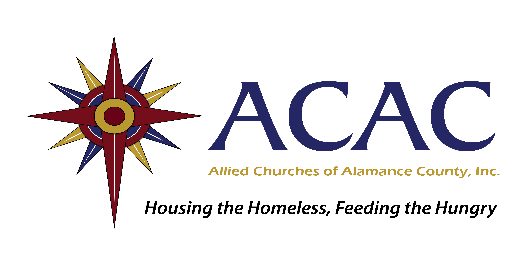 ACAC
Allied Churches of Alamance County, Inc.
Housing the Homeless, Feeding the Hungry